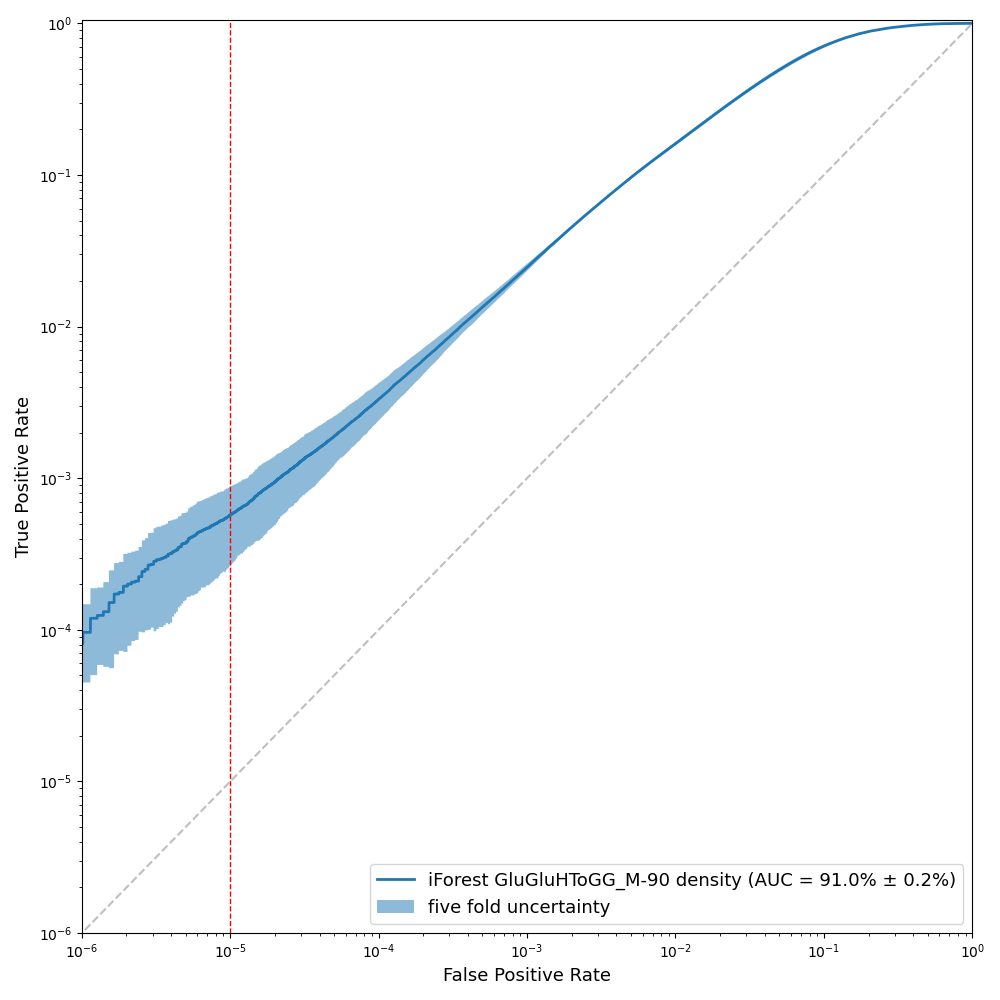 10⁰
10⁻¹
10⁻²
10⁻³
10⁻⁴
10⁻⁵
10⁻⁶
True Positive Rate
iForest GluGluHToGG_M-90 density (AUC = 91.0% ± 0.2%)
five fold uncertainty
10⁻⁶ 10⁻⁵ 10⁻⁴ 10⁻³ 10⁻² 10⁻¹ 10⁰
False Positive Rate